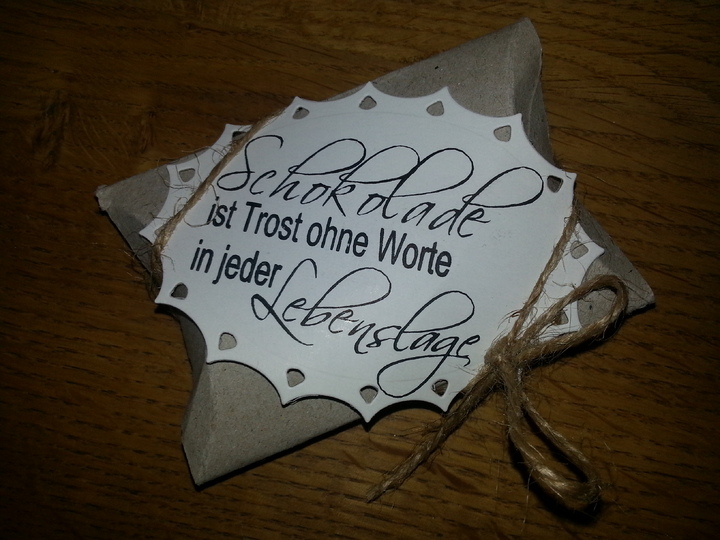 Schokolade
ist Trost ohne Worte
in jeder
Lebenslage